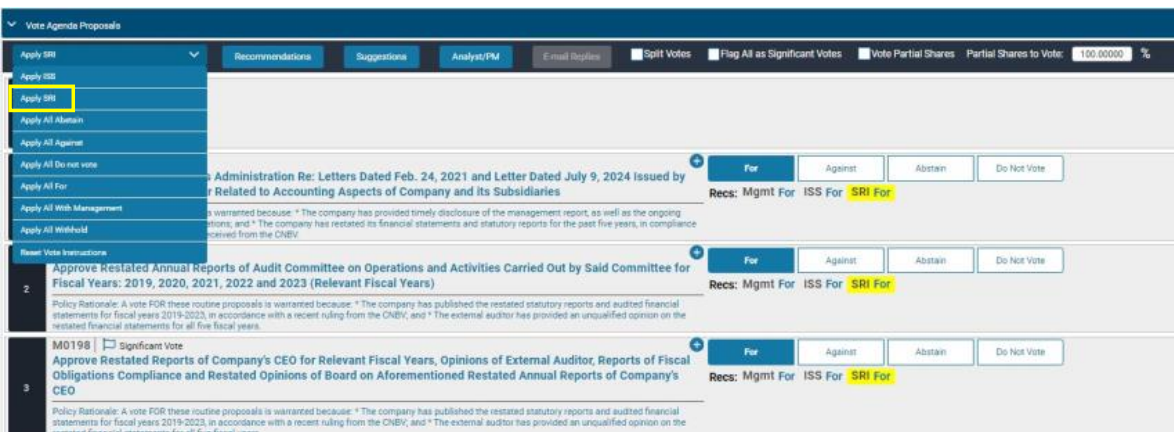 Vote Agenda Proposals
Apply SRI Recommendations Suggestions Analyst/PM E-mail Replies Split Votes Flag All as Significant Votes Vote Partial Shares Partial Shares to Vote: 100.00000 %
Apply ISS
Apply SRI
Apply All Abstain
Apply All Against
Apply All Do not vote
Apply All For
Apply All With Management
Apply All Withhold
Reset Vote Instructions
s Administration Re: Letters Dated Feb. 24, 2021 and Letter Dated July 9, 2024 Issued by
r Related to Accounting Aspects of Company and its Subsidiaries
For Against Abstain Do Not Vote
Recs: Mgmt For ISS For SRI For
warranted because: * The company has provided timely disclosure of the management report, as well as the ongoing
ations; and * The company has restated its financial statements and statutory reports for the past five years, in compliance
eceived from the CNBV.
2
Approve Restated Annual Reports of Audit Committee on Operations and Activities Carried Out by Said Committee for
Fiscal Years: 2019, 2020, 2021, 2022 and 2023 (Relevant Fiscal Years)
For Against Abstain Do Not Vote
Recs: Mgmt For ISS For SRI For
Policy Rationale: A vote FOR these routine proposals is warranted because: * The company has published the restated statutory reports and audited financial
statements for fiscal years 2019-2023, in accordance with a recent ruling from the CNBV; and * The external auditor has provided an unqualified opinion on the
restated financial statements for all five fiscal years.
M0198 | Significant Vote
3
Approve Restated Reports of Company's CEO for Relevant Fiscal Years, Opinions of External Auditor, Reports of Fiscal
Obligations Compliance and Restated Opinions of Board on Aforementioned Restated Annual Reports of Company's
CEO
For Against Abstain Do Not Vote
Recs: Mgmt For ISS For SRI For
Policy Rationale: A vote FOR these routine proposals is warranted because: * The company has published the restated statutory reports and audited financial
statements for fiscal years 2019-2023, in accordance with a recent ruling from the CNBV; and * The external auditor has provided an unqualified opinion on the
restated financial statements for all five fiscal years.